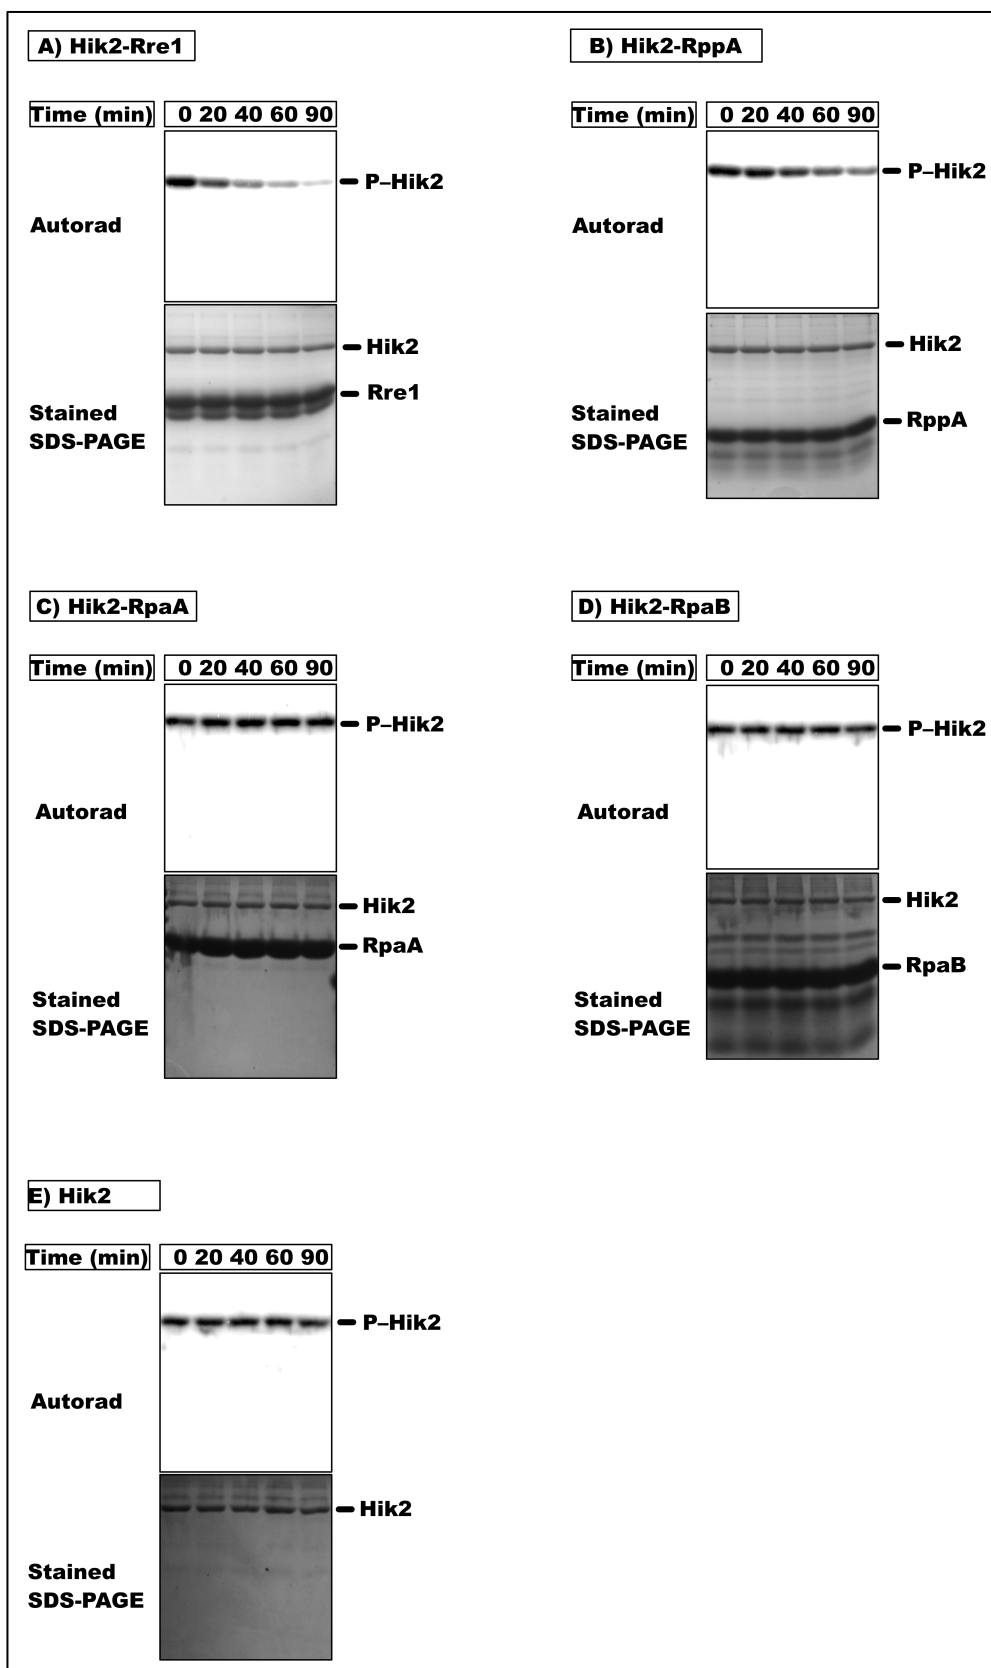 A) Hik2-Rre1
Time (min) 0 20 40 60 90
P–Hik2
Autorad
Hik2
Rre1
Stained
SDS-PAGE
B) Hik2-RppA
Time (min) 0 20 40 60 90
P–Hik2
Autorad
Hik2
Stained
RppA
SDS-PAGE
C) Hik2-RpaA
Time (min) 0 20 40 60 90
P–Hik2
Autorad
Hik2
RpaA
Stained
SDS-PAGE
D) Hik2-RpaB
Time (min) 0 20 40 60 90
P–Hik2
Autorad
Hik2
RpaB
Stained
SDS-PAGE
E) Hik2
Time (min) 0 20 40 60 90
P–Hik2
Autorad
Hik2
Stained
SDS-PAGE